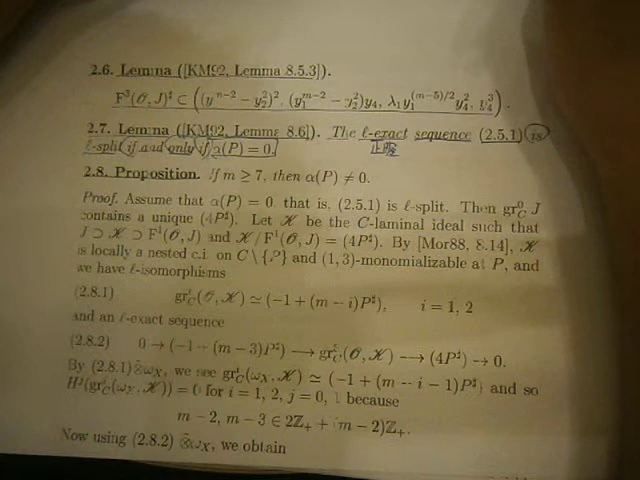 2.6. Lemma ([KM92, Lemma 8.5.3]).
F³(𝒪, J)♯ ⊂ ((y₁^{m−2} − y₂²)², (y₁^{m−2} − y₂²)y₄, λ₁y₁^{(m−5)/2}y₄², y₄³).
2.7. Lemma ([KM92, Lemma 8.6]). The ℓ-exact sequence (2.5.1) is
ℓ-split if and only if α(P) = 0.
2.8. Proposition. If m ≥ 7, then α(P) ≠ 0.
Proof. Assume that α(P) = 0, that is, (2.5.1) is ℓ-split. Then gr⁰_C J
contains a unique (4P♯). Let 𝒦 be the C-laminal ideal such that
J ⊃ 𝒦 ⊃ F¹(𝒪, J) and 𝒦/F¹(𝒪, J) = (4P♯). By [Mor88, 8.14], 𝒦
is locally a nested c.i. on C\{P} and (1, 3)-monomializable at P, and
we have ℓ-isomorphisms
(2.8.1) grⁱ_C(𝒪, 𝒦) ≃ (−1 + (m − i)P♯), i = 1, 2
and an ℓ-exact sequence
(2.8.2) 0 → (−1 + (m − 3)P♯) ⟶ gr_C(𝒪, 𝒦) ⟶ (4P♯) → 0.
By (2.8.1) ⊗̃ω_X, we see grⁱ_C(ω_X, 𝒦) ≃ (−1 + (m − i − 1)P♯) and so
Hʲ(grⁱ_C(ω_X, 𝒦)) = 0 for i = 1, 2, j = 0, 1 because
m − 2, m − 3 ∈ 2ℤ₊ + (m − 2)ℤ₊.
Now using (2.8.2) ⊗̃ω_X, we obtain